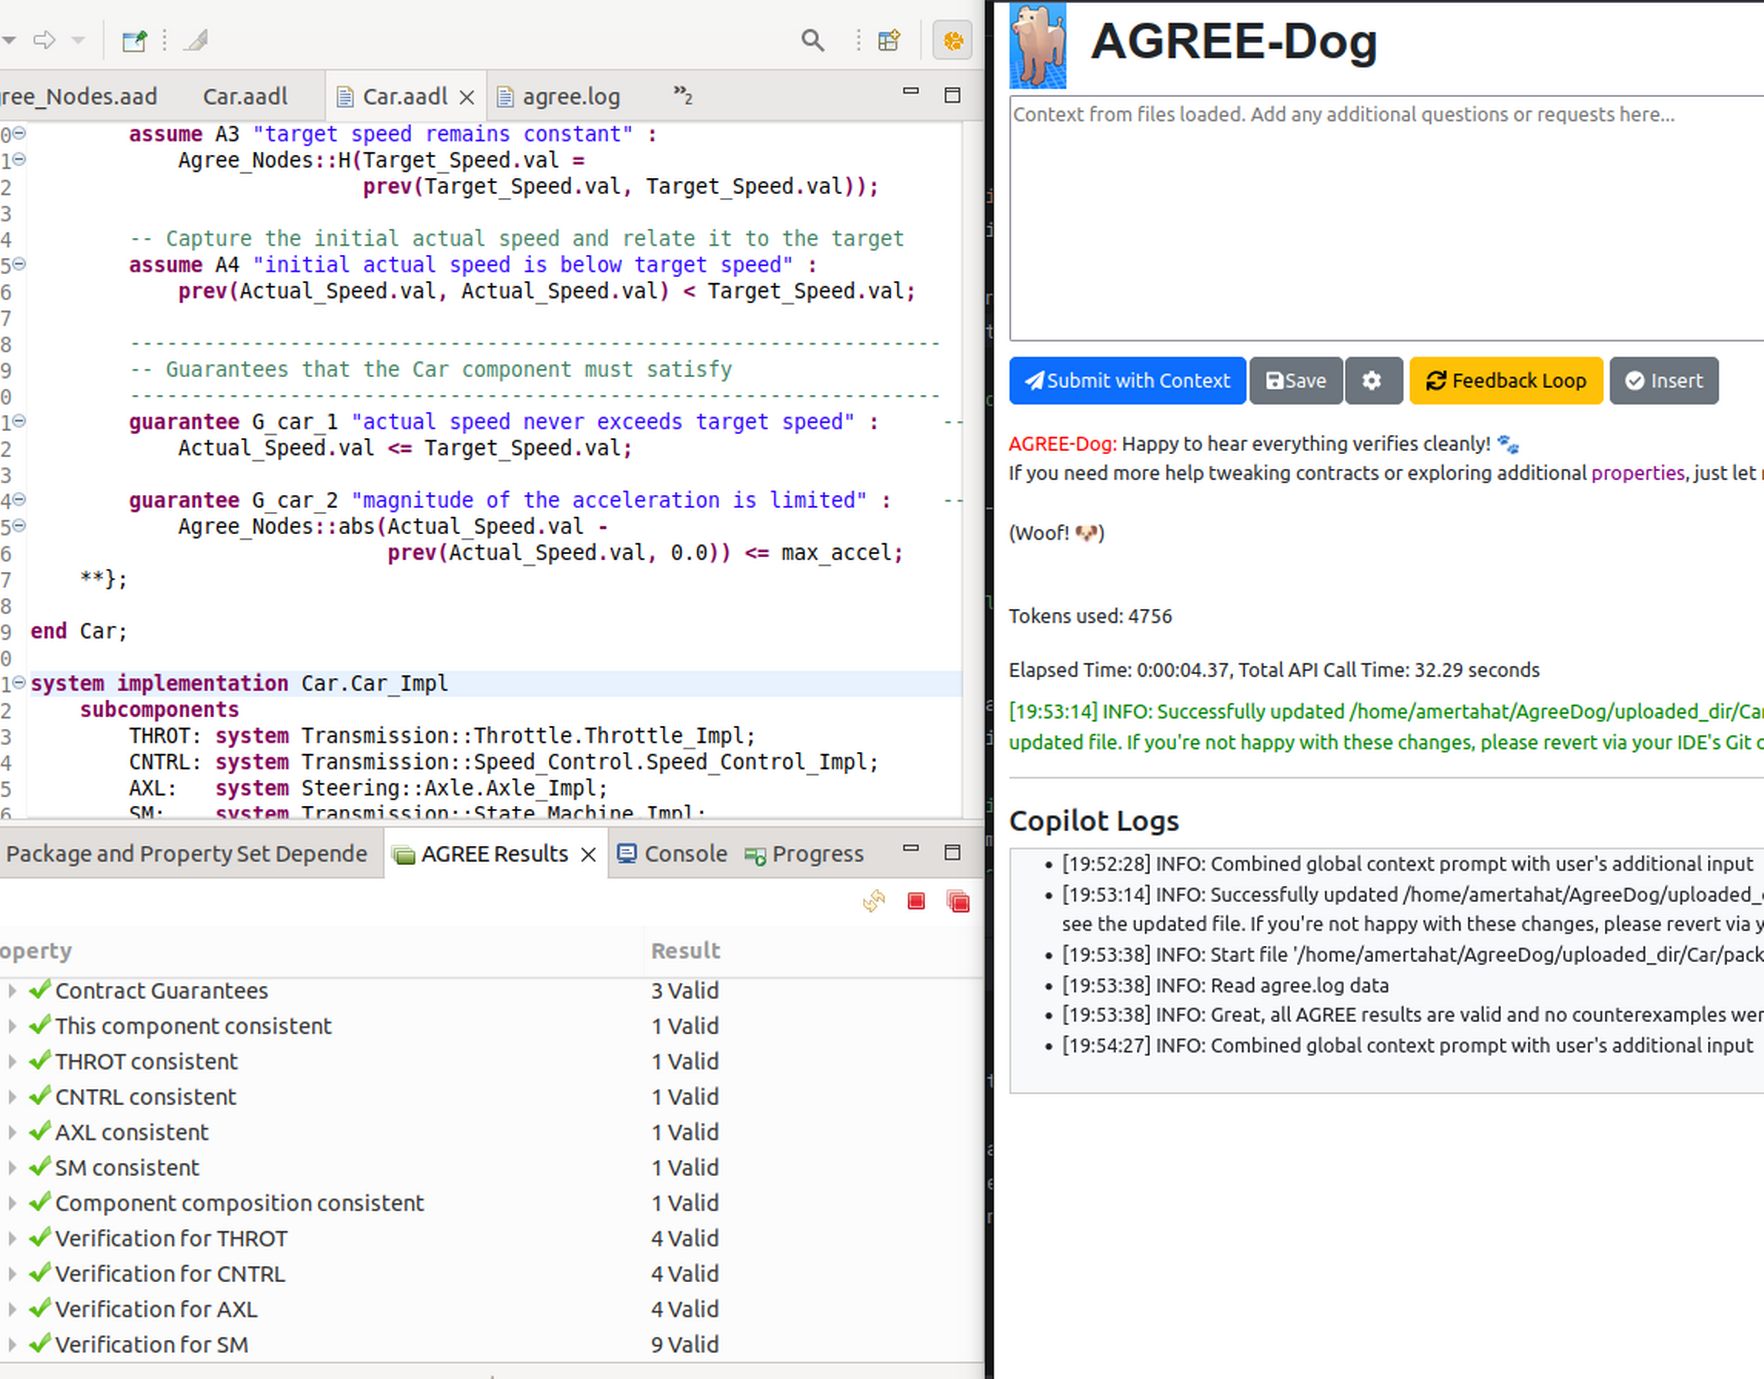 ree_Nodes.aad
Car.aadl
Car.aadl
agree.log
»2
0 assume A3 "target speed remains constant" :
1 Agree_Nodes::H(Target_Speed.val =
2 prev(Target_Speed.val, Target_Speed.val));
3
4 -- Capture the initial actual speed and relate it to the target
5 assume A4 "initial actual speed is below target speed" :
6 prev(Actual_Speed.val, Actual_Speed.val) < Target_Speed.val;
7
8 ------------------------------------------------------------------
9 -- Guarantees that the Car component must satisfy
0 ------------------------------------------------------------------
1 guarantee G_car_1 "actual speed never exceeds target speed" : --
2 Actual_Speed.val <= Target_Speed.val;
3
4 guarantee G_car_2 "magnitude of the acceleration is limited" : --
5 Agree_Nodes::abs(Actual_Speed.val -
6 prev(Actual_Speed.val, 0.0)) <= max_accel;
7 **};
8
9 end Car;
0
1 system implementation Car.Car_Impl
2 subcomponents
3 THROT: system Transmission::Throttle.Throttle_Impl;
4 CNTRL: system Transmission::Speed_Control.Speed_Control_Impl;
5 AXL: system Steering::Axle.Axle_Impl;
6 SM: system Transmission::State_Machine_Impl;
Package and Property Set Depende
AGREE Results
Console
Progress
operty Result
Contract Guarantees 3 Valid
This component consistent 1 Valid
THROT consistent 1 Valid
CNTRL consistent 1 Valid
AXL consistent 1 Valid
SM consistent 1 Valid
Component composition consistent 1 Valid
Verification for THROT 4 Valid
Verification for CNTRL 4 Valid
Verification for AXL 4 Valid
Verification for SM 9 Valid
AGREE-Dog
Context from files loaded. Add any additional questions or requests here...
Submit with Context
Save
Feedback Loop
Insert
AGREE-Dog: Happy to hear everything verifies cleanly! 🐾
If you need more help tweaking contracts or exploring additional properties, just let
(Woof! 🐶)
Tokens used: 4756
Elapsed Time: 0:00:04.37, Total API Call Time: 32.29 seconds
[19:53:14] INFO: Successfully updated /home/amertahat/AgreeDog/uploaded_dir/Car
updated file. If you're not happy with these changes, please revert via your IDE's Git
Copilot Logs
• [19:52:28] INFO: Combined global context prompt with user's additional input
• [19:53:14] INFO: Successfully updated /home/amertahat/AgreeDog/uploaded_
see the updated file. If you're not happy with these changes, please revert via y
• [19:53:38] INFO: Start file '/home/amertahat/AgreeDog/uploaded_dir/Car/pack
• [19:53:38] INFO: Read agree.log data
• [19:53:38] INFO: Great, all AGREE results are valid and no counterexamples wer
• [19:54:27] INFO: Combined global context prompt with user's additional input